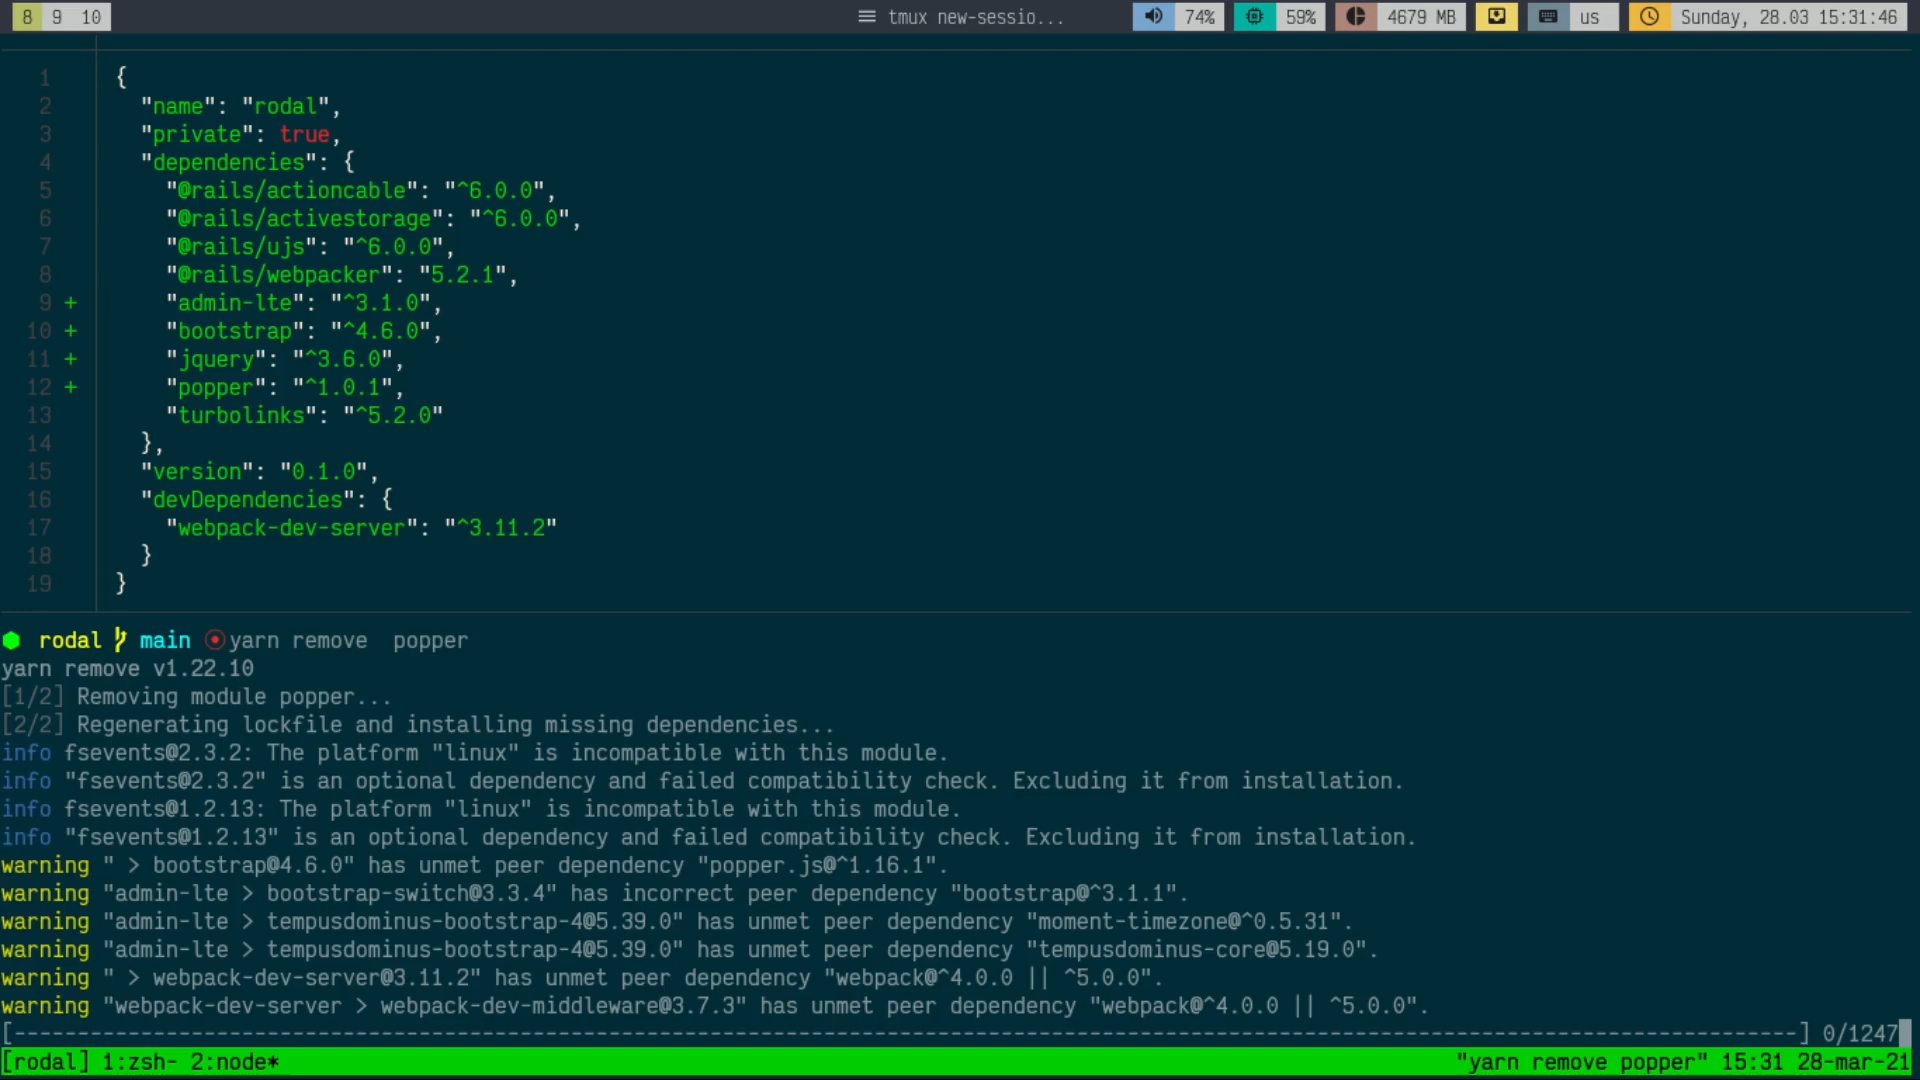 8 9 10 tmux new-sessio... 74% 59% 4679 MB us Sunday, 28.03 15:31:46
1 {
2 "name": "rodal",
3 "private": true,
4 "dependencies": {
5 "@rails/actioncable": "^6.0.0",
6 "@rails/activestorage": "^6.0.0",
7 "@rails/ujs": "^6.0.0",
8 "@rails/webpacker": "5.2.1",
9 + "admin-lte": "^3.1.0",
10 + "bootstrap": "^4.6.0",
11 + "jquery": "^3.6.0",
12 + "popper": "^1.0.1",
13 "turbolinks": "^5.2.0"
14 },
15 "version": "0.1.0",
16 "devDependencies": {
17 "webpack-dev-server": "^3.11.2"
18 }
19 }
rodal main yarn remove  popper
yarn remove v1.22.10
[1/2] Removing module popper...
[2/2] Regenerating lockfile and installing missing dependencies...
info fsevents@2.3.2: The platform "linux" is incompatible with this module.
info "fsevents@2.3.2" is an optional dependency and failed compatibility check. Excluding it from installation.
info fsevents@1.2.13: The platform "linux" is incompatible with this module.
info "fsevents@1.2.13" is an optional dependency and failed compatibility check. Excluding it from installation.
warning " > bootstrap@4.6.0" has unmet peer dependency "popper.js@^1.16.1".
warning "admin-lte > bootstrap-switch@3.3.4" has incorrect peer dependency "bootstrap@^3.1.1".
warning "admin-lte > tempusdominus-bootstrap-4@5.39.0" has unmet peer dependency "moment-timezone@^0.5.31".
warning "admin-lte > tempusdominus-bootstrap-4@5.39.0" has unmet peer dependency "tempusdominus-core@5.19.0".
warning " > webpack-dev-server@3.11.2" has unmet peer dependency "webpack@^4.0.0 || ^5.0.0".
warning "webpack-dev-server > webpack-dev-middleware@3.7.3" has unmet peer dependency "webpack@^4.0.0 || ^5.0.0".
[----------------------------------------------------------------------------------------------------------------------------------------------] 0/1247
[rodal] 1:zsh- 2:node* "yarn remove popper" 15:31 28-mar-21